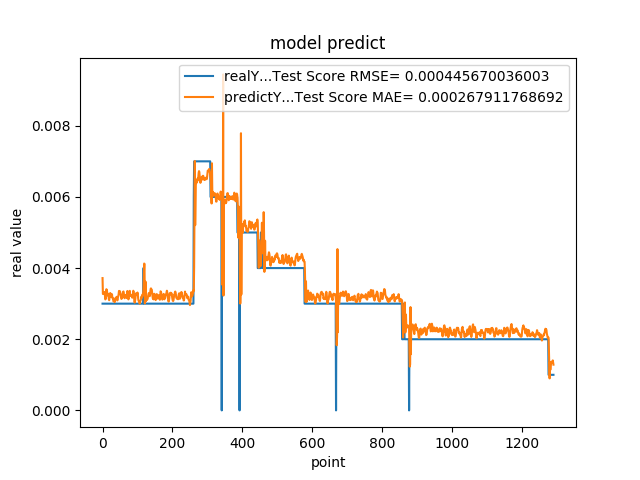 model predict
realY...Test Score RMSE= 0.000445670036003
predictY...Test Score MAE= 0.000267911768692
0.008
0.006
0.004
0.002
0.000
real value
0 200 400 600 800 1000 1200
point